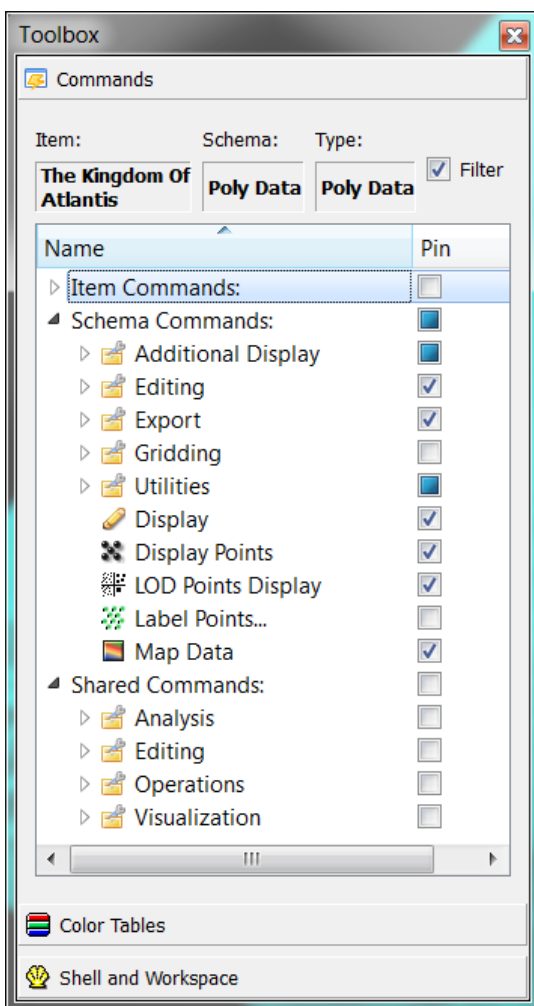 Toolbox
Commands
Item: Schema: Type:
The Kingdom Of Atlantis Poly Data Poly Data Filter
Name Pin
Item Commands:
Schema Commands:
Additional Display
Editing
Export
Gridding
Utilities
Display
Display Points
LOD Points Display
Label Points...
Map Data
Shared Commands:
Analysis
Editing
Operations
Visualization
Color Tables
Shell and Workspace